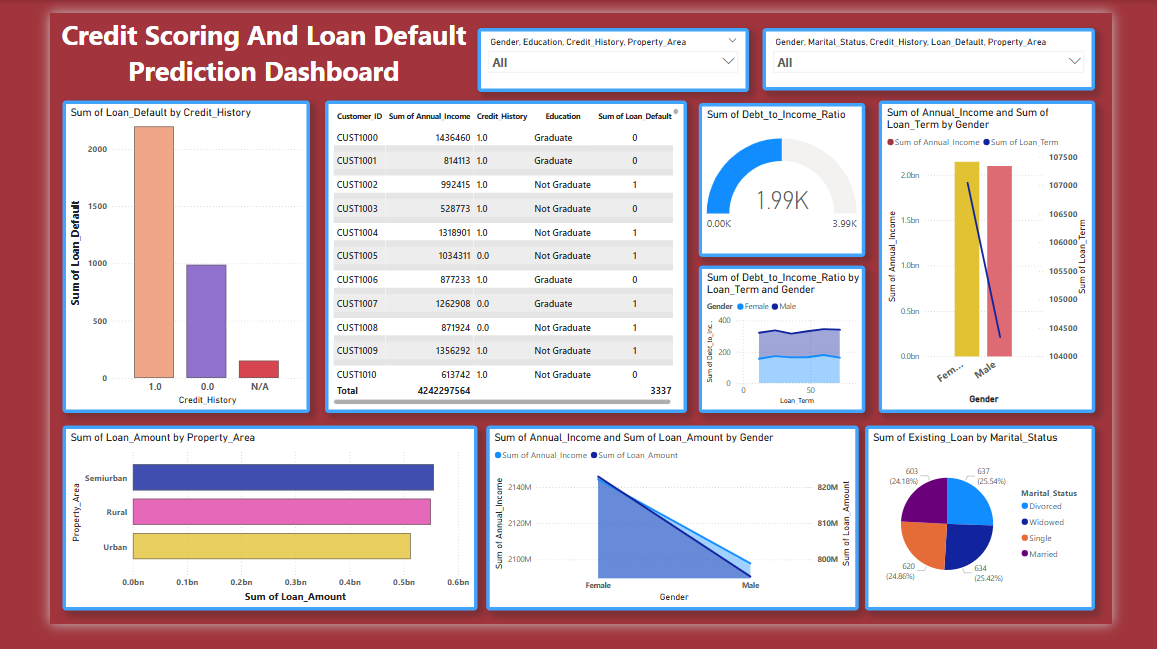 Credit Scoring And Loan Default
Prediction Dashboard
Gender, Education, Credit_History, Property_Area
All
Gender, Marital_Status, Credit_History, Loan_Default, Property_Area
All
Sum of Loan_Default by Credit_History
Sum of Loan_Default
2000
1500
1000
500
0
1.0 0.0 N/A
Credit_History
Customer_ID Sum of Annual_Income Credit_History Education Sum of Loan_Default
CUST1000 1436460 1.0 Graduate 0
CUST1001 814113 1.0 Graduate 0
CUST1002 992415 1.0 Not Graduate 1
CUST1003 528773 1.0 Not Graduate 0
CUST1004 1318901 1.0 Not Graduate 1
CUST1005 1034311 0.0 Not Graduate 1
CUST1006 877233 1.0 Graduate 0
CUST1007 1262908 0.0 Graduate 1
CUST1008 871924 0.0 Not Graduate 1
CUST1009 1356292 1.0 Not Graduate 1
CUST1010 613742 1.0 Not Graduate 0
Total 4242297564 3337
Sum of Debt_to_Income_Ratio
1.99K
0.00K 3.99K
Sum of Debt_to_Income_Ratio by
Loan_Term and Gender
Gender Female Male
Sum of Debt_to_Inc...
400
200
0
0 50
Loan_Term
Sum of Annual_Income and Sum of
Loan_Term by Gender
Sum of Annual_Income Sum of Loan_Term
Sum of Annual_Income
2.0bn
1.5bn
1.0bn
0.5bn
0.0bn
107500
107000
106500
106000
105500
105000
104500
104000
Sum of Loan_Term
Fem... Male
Gender
Sum of Loan_Amount by Property_Area
Property_Area
Semiurban
Rural
Urban
0.0bn 0.1bn 0.2bn 0.3bn 0.4bn 0.5bn 0.6bn
Sum of Loan_Amount
Sum of Annual_Income and Sum of Loan_Amount by Gender
Sum of Annual_Income Sum of Loan_Amount
Sum of Annual_Income
2140M
2120M
2100M
820M
810M
800M
Sum of Loan_Amount
Female Male
Gender
Sum of Existing_Loan by Marital_Status
603
(24.18%)
637
(25.54%)
620
(24.86%)
634
(25.42%)
Marital_Status
Divorced
Widowed
Single
Married